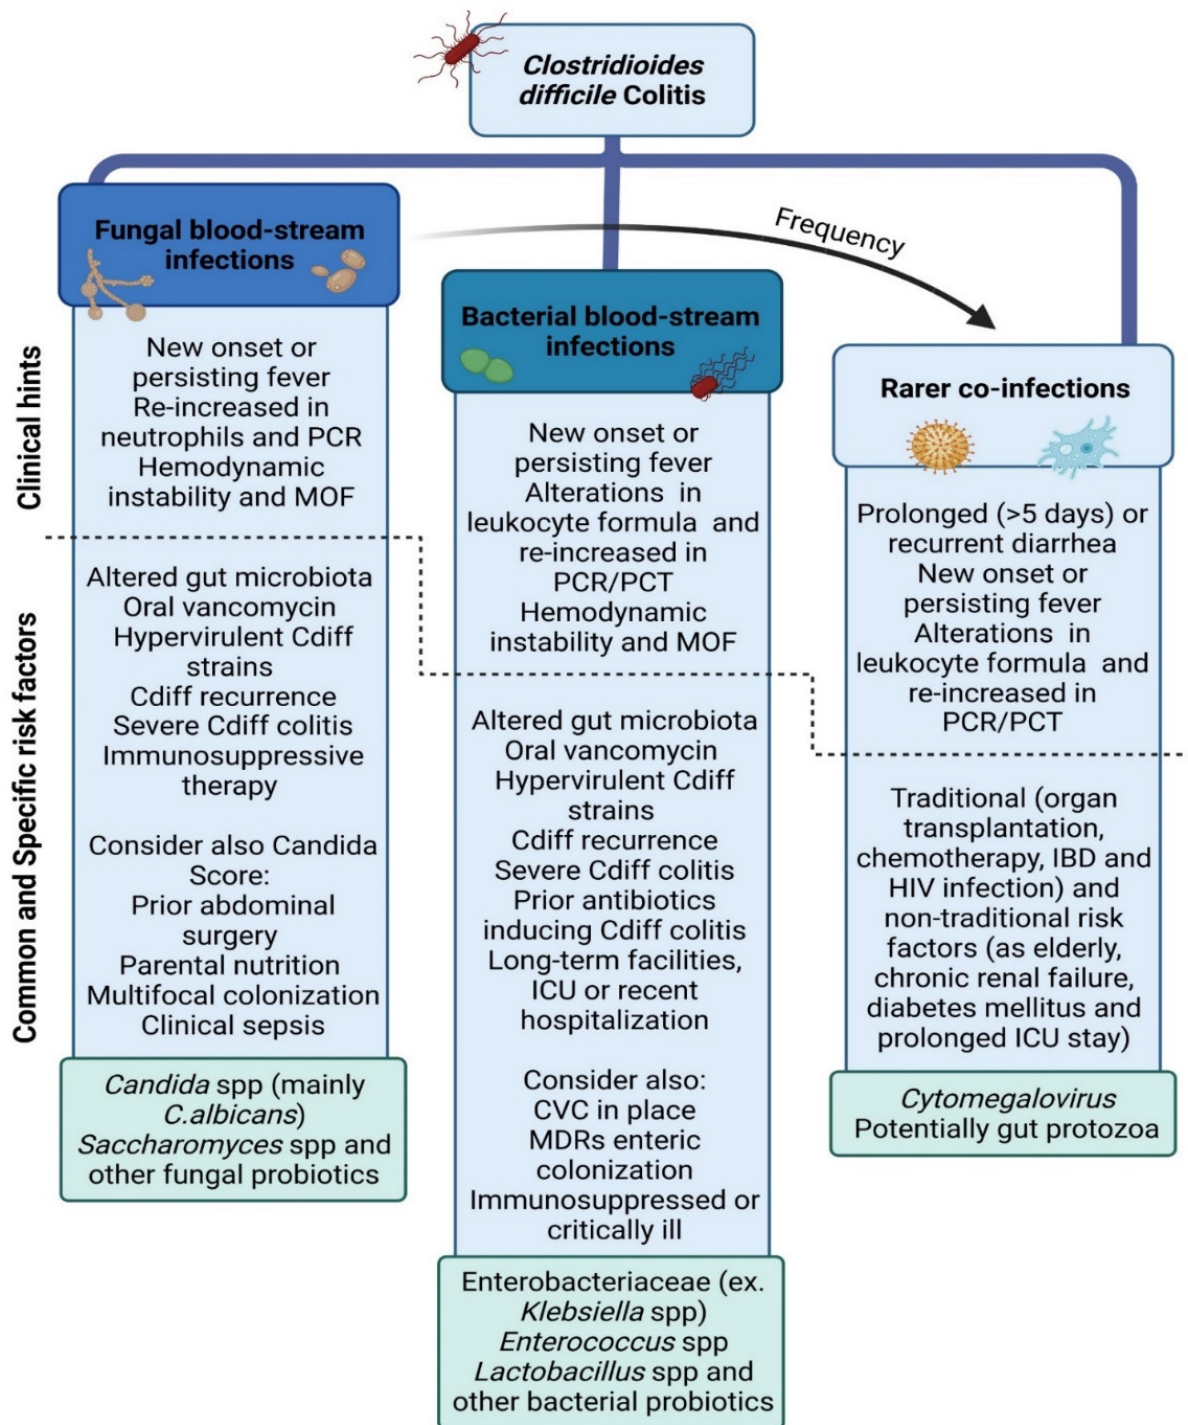 Clostridioides
difficile Colitis
Frequency
Fungal blood-stream
infections
Clinical hints
New onset or
persisting fever
Re-increased in
neutrophils and PCR
Hemodynamic
instability and MOF
Common and Specific risk factors
Altered gut microbiota
Oral vancomycin
Hypervirulent Cdiff
strains
Cdiff recurrence
Severe Cdiff colitis
Immunosuppressive
therapy
Consider also Candida
Score:
Prior abdominal
surgery
Parental nutrition
Multifocal colonization
Clinical sepsis
Candida spp (mainly
C.albicans)
Saccharomyces spp and
other fungal probiotics
Bacterial blood-stream
infections
New onset or
persisting fever
Alterations in
leukocyte formula and
re-increased in
PCR/PCT
Hemodynamic
instability and MOF
Altered gut microbiota
Oral vancomycin
Hypervirulent Cdiff
strains
Cdiff recurrence
Severe Cdiff colitis
Prior antibiotics
inducing Cdiff colitis
Long-term facilities,
ICU or recent
hospitalization
Consider also:
CVC in place
MDRs enteric
colonization
Immunosuppressed or
critically ill
Enterobacteriaceae (ex.
Klebsiella spp)
Enterococcus spp
Lactobacillus spp and
other bacterial probiotics
Rarer co-infections
Prolonged (>5 days) or
recurrent diarrhea
New onset or
persisting fever
Alterations in
leukocyte formula and
re-increased in
PCR/PCT
Traditional (organ
transplantation,
chemotherapy, IBD and
HIV infection) and
non-traditional risk
factors (as elderly,
chronic renal failure,
diabetes mellitus and
prolonged ICU stay)
Cytomegalovirus
Potentially gut protozoa